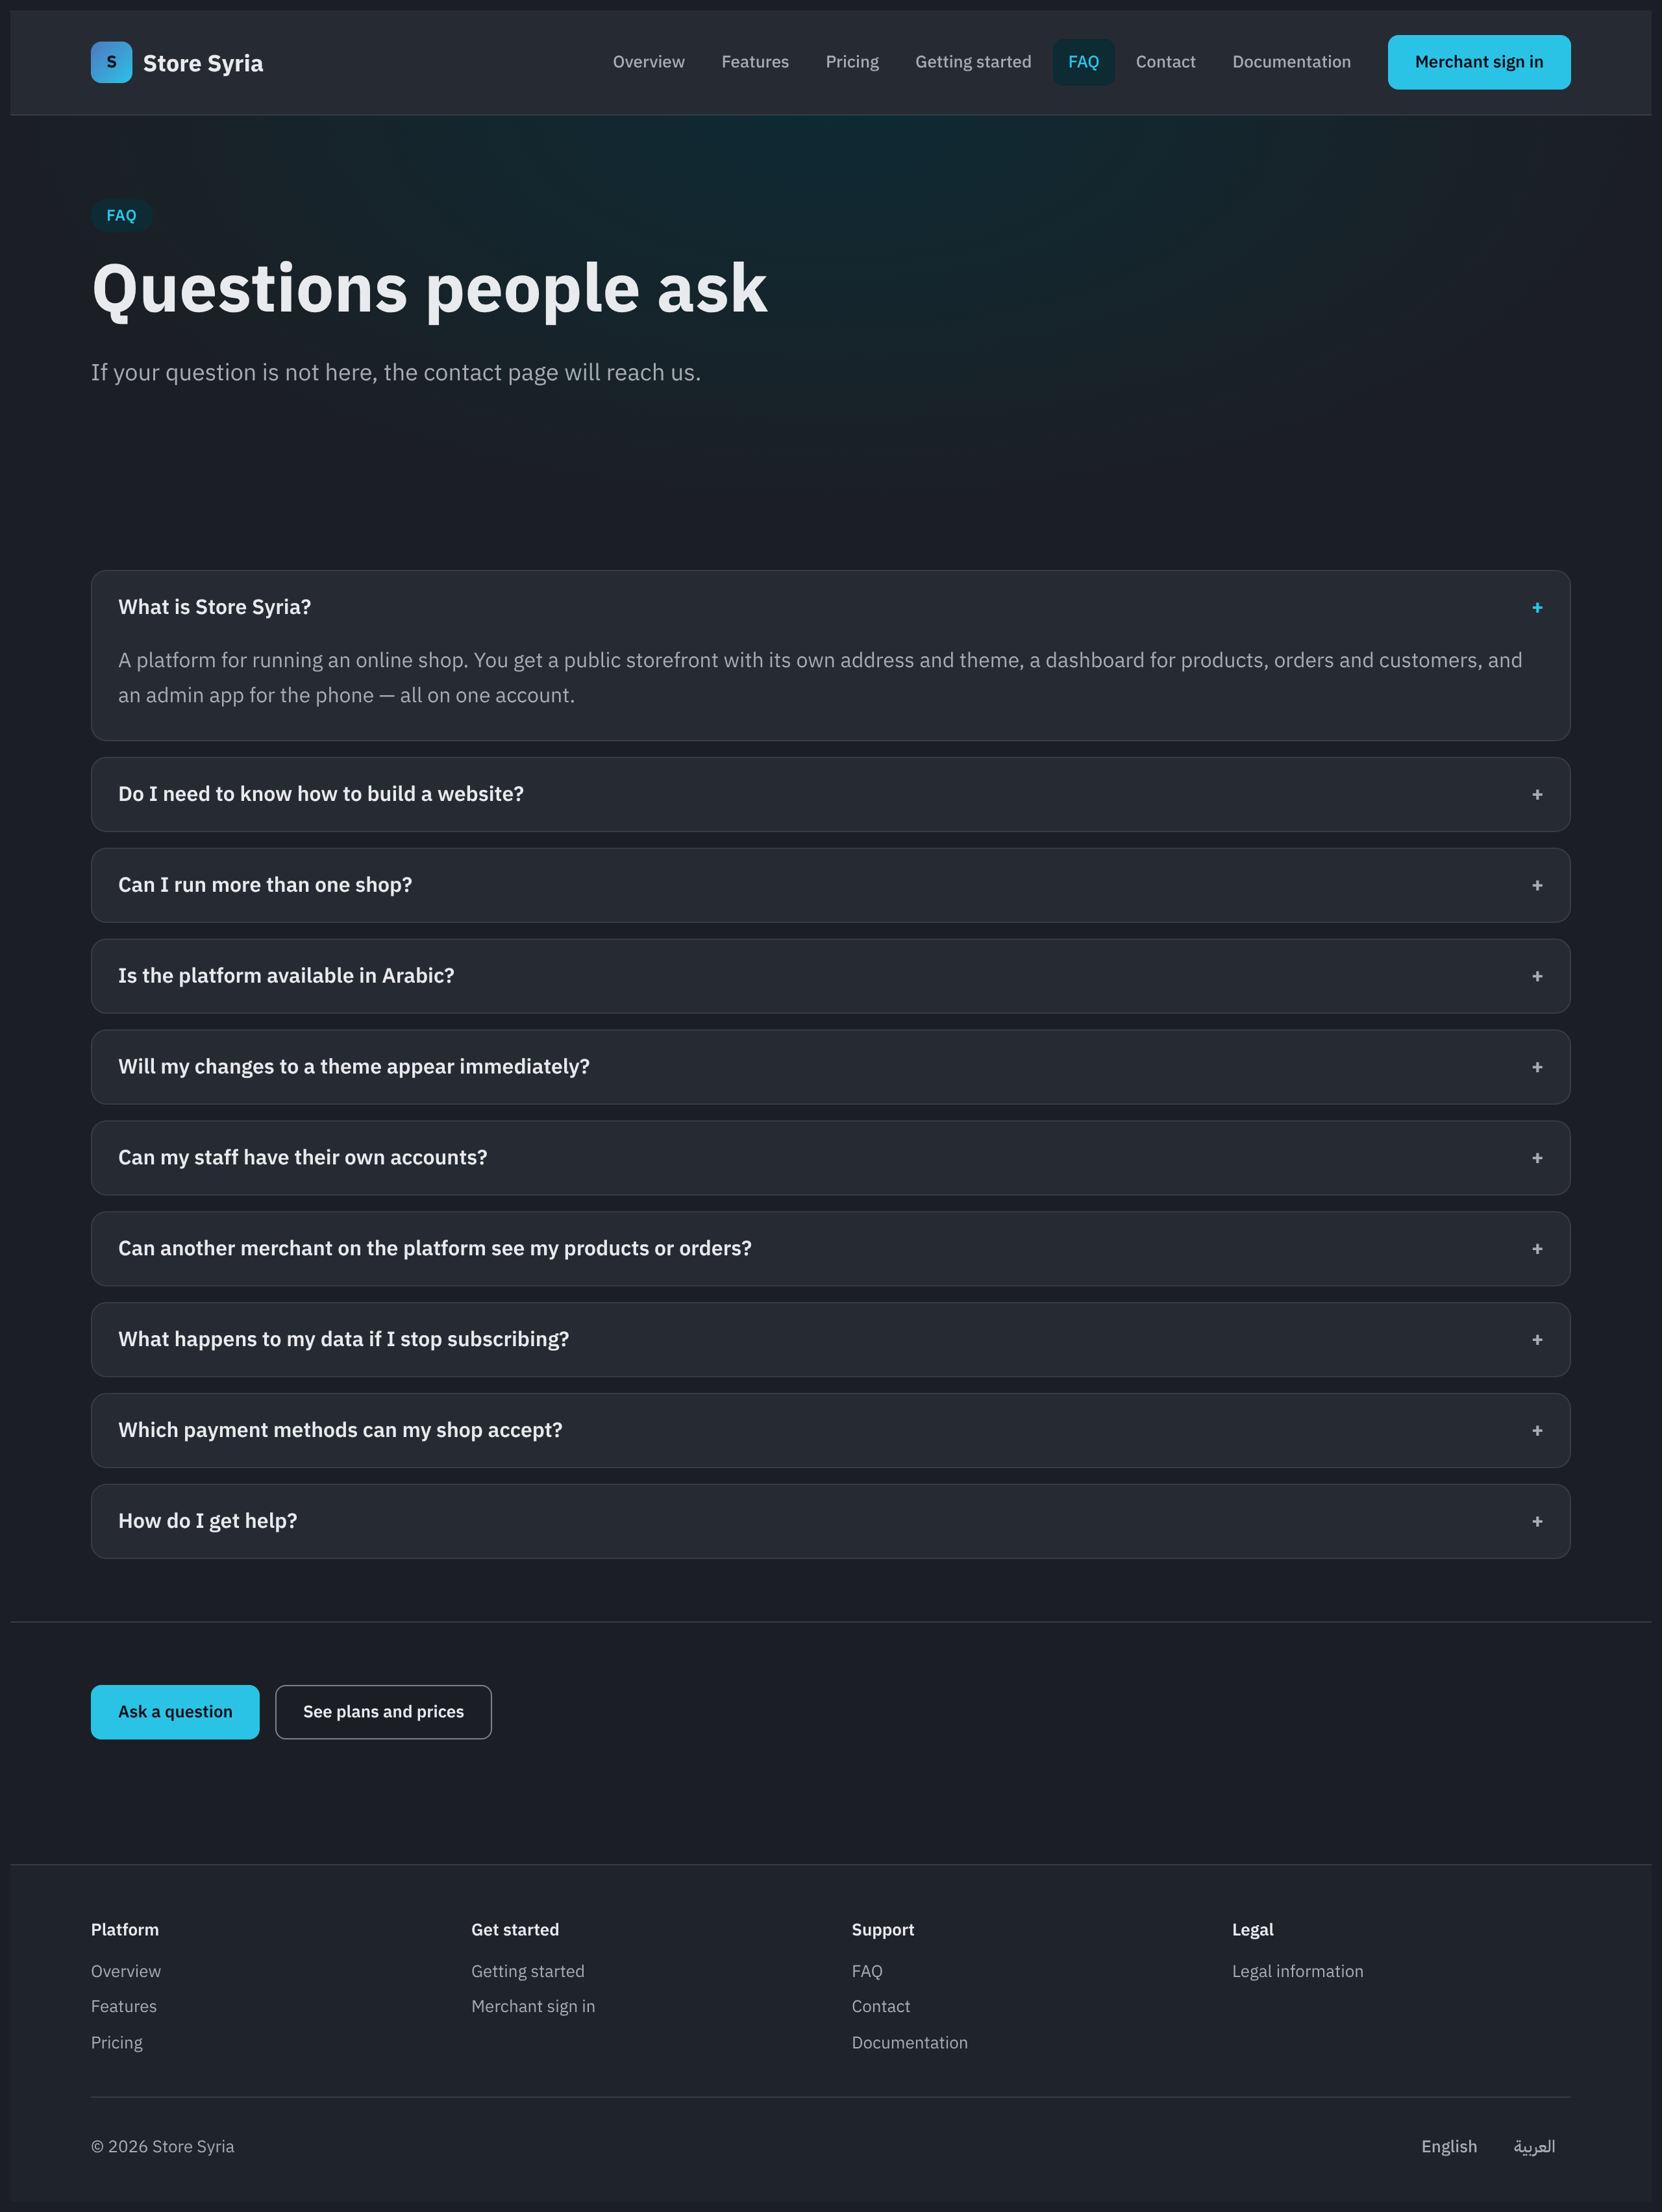 S Store Syria Overview Features Pricing Getting started FAQ Contact Documentation Merchant sign in
FAQ
Questions people ask
If your question is not here, the contact page will reach us.
What is Store Syria? +
A platform for running an online shop. You get a public storefront with its own address and theme, a dashboard for products, orders and customers, and
an admin app for the phone — all on one account.
Do I need to know how to build a website? +
Can I run more than one shop? +
Is the platform available in Arabic? +
Will my changes to a theme appear immediately? +
Can my staff have their own accounts? +
Can another merchant on the platform see my products or orders? +
What happens to my data if I stop subscribing? +
Which payment methods can my shop accept? +
How do I get help? +
Ask a question See plans and prices
Platform Get started Support Legal
Overview Getting started FAQ Legal information
Features Merchant sign in Contact
Pricing Documentation
© 2026 Store Syria English العربية